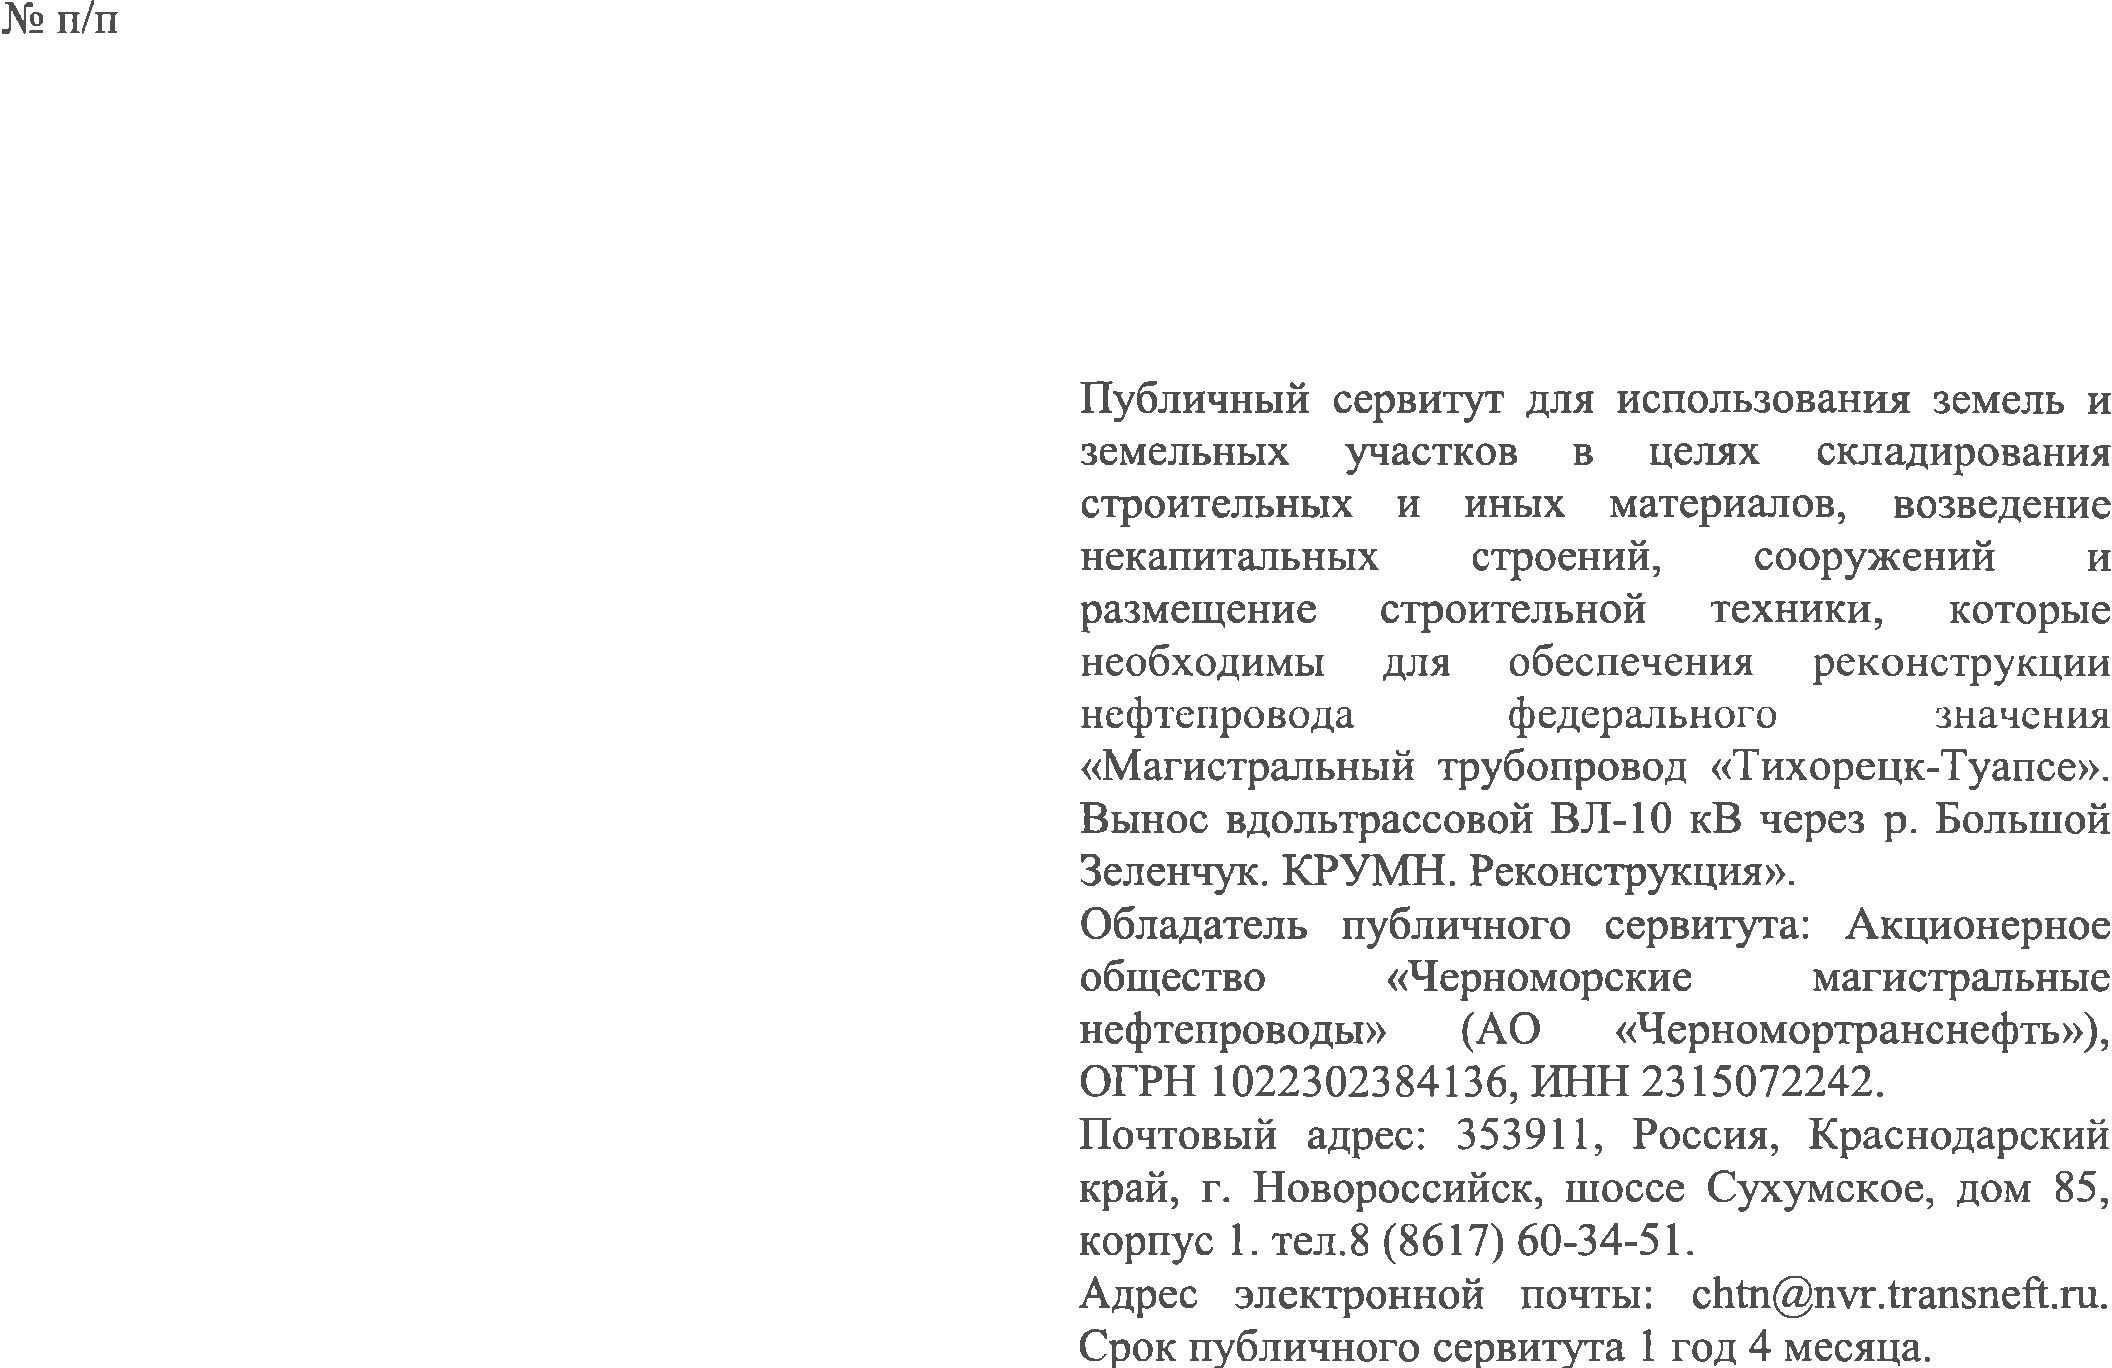 № п/п
Публичный сервитут для использования земель и
земельных участков в целях складирования
строительных и иных материалов, возведение
некапитальных строений, сооружений и
размещение строительной техники, которые
необходимы для обеспечения реконструкции
нефтепровода федерального значения
«Магистральный трубопровод «Тихорецк-Туапсе».
Вынос вдольтрассовой ВЛ-10 кВ через р. Большой
Зеленчук. КРУМН. Реконструкция».
Обладатель публичного сервитута: Акционерное
общество «Черноморские магистральные
нефтепроводы» (АО «Черномортранснефть»),
ОГРН 1022302384136, ИНН 2315072242.
Почтовый адрес: 353911, Россия, Краснодарский
край, г. Новороссийск, шоссе Сухумское, дом 85,
корпус 1. тел.8 (8617) 60-34-51.
Адрес электронной почты: chtn@nvr.transneft.ru.
Срок публичного сервитута 1 год 4 месяца.